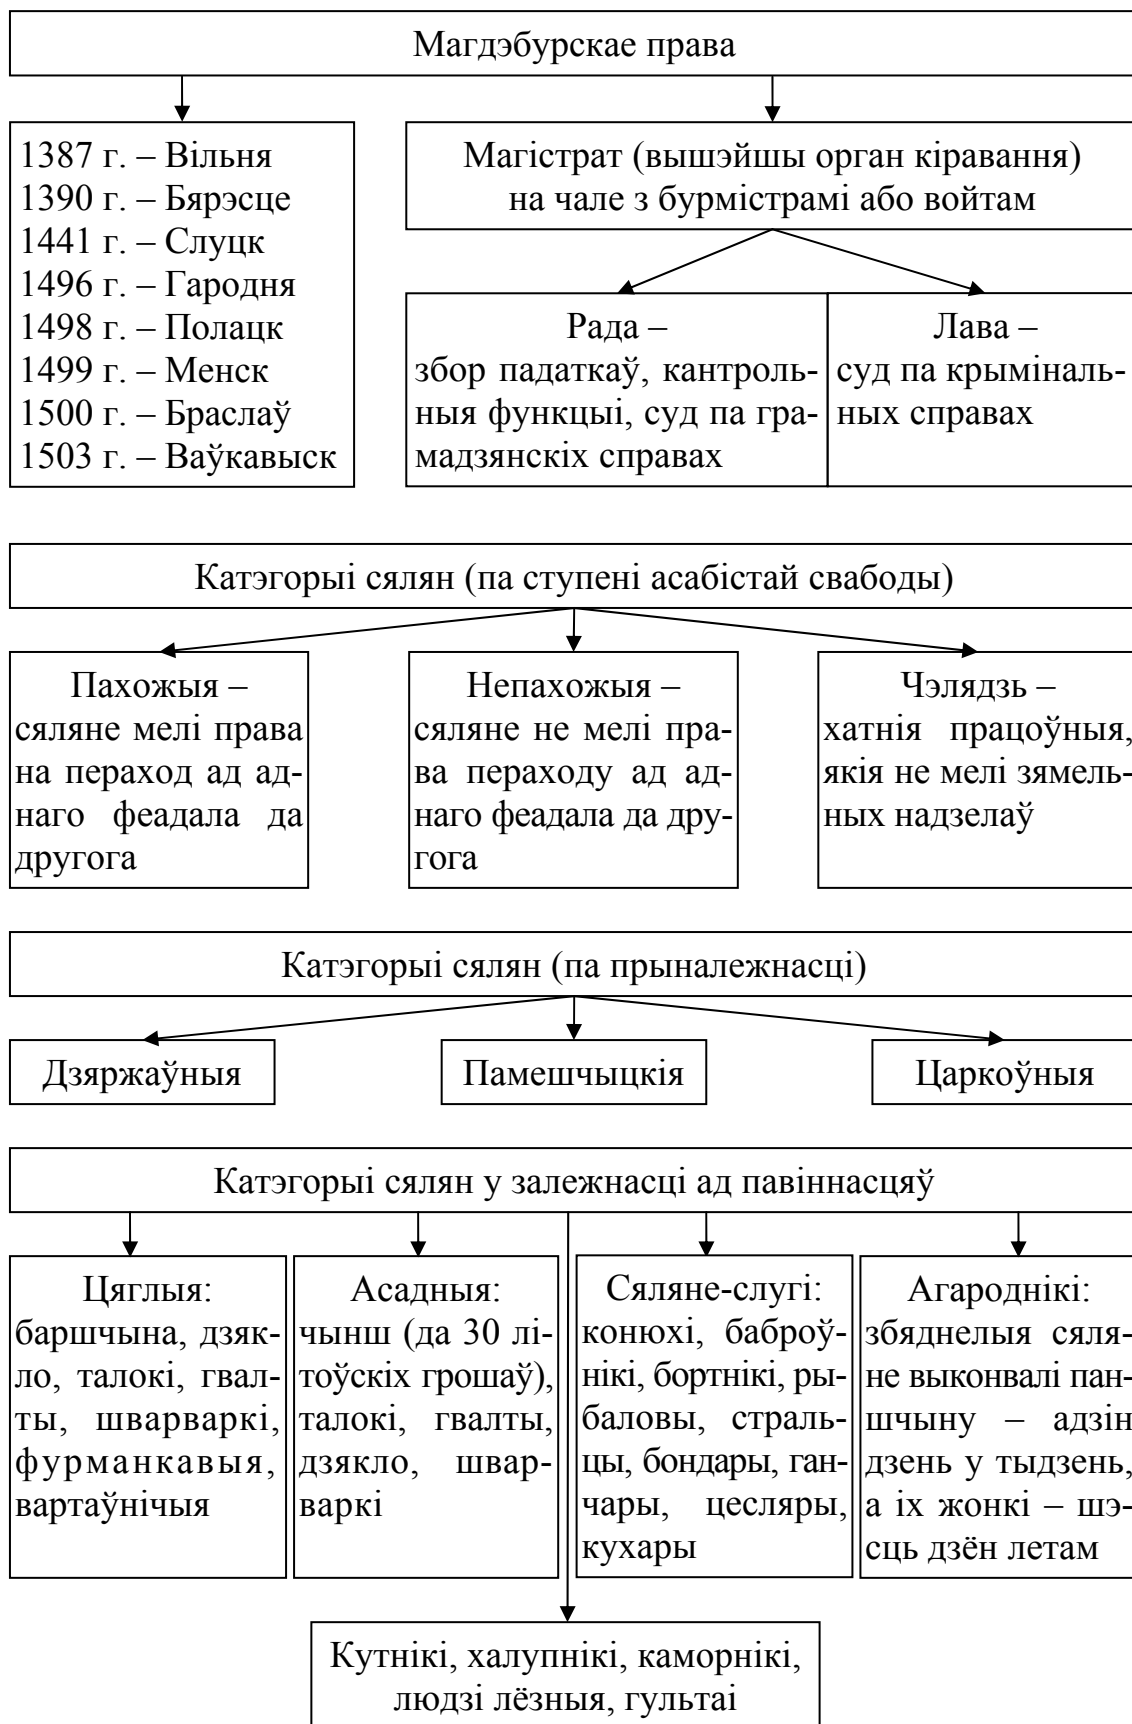 Магдэбурскае права
1387 г. – Вільня
1390 г. – Бярэсце
1441 г. – Слуцк
1496 г. – Гародня
1498 г. – Полацк
1499 г. – Менск
1500 г. – Браслаў
1503 г. – Ваўкавыск
Магістрат (вышэйшы орган кіравання)
на чале з бурмістрамі або войтам
Рада –
збор падаткаў, кантроль-
ныя функцыі, суд па гра-
мадзянскіх справах
Лава –
суд па крыміналь-
ных справах
Катэгорыі сялян (па ступені асабістай свабоды)
Пахожыя –
сяляне мелі права
на пераход ад ад-
наго феадала да
другога
Непахожыя –
сяляне не мелі пра-
ва пераходу ад ад-
наго феадала да дру-
гога
Чэлядзь –
хатнія працоўныя,
якія не мелі зямель-
ных надзелаў
Катэгорыі сялян (па прыналежнасці)
Дзяржаўныя
Памешчыцкія
Царкоўныя
Катэгорыі сялян у залежнасці ад павіннасцяў
Цяглыя:
баршчына, дзяк-
ло, талокі, гвал-
ты, шварваркі,
фурманкавыя,
вартаўнічыя
Асадныя:
чынш (да 30 лі-
тоўскіх грошаў),
талокі, гвалты,
дзякло, швар-
варкі
Сяляне-слугі:
конюхі, баброў-
нікі, бортнікі, ры-
баловы, страль-
цы, бондары, ган-
чары, цесляры,
кухары
Агароднікі:
збяднелыя сяля-
не выконвалі пан-
шчыну – адзін
дзень у тыдзень,
а іх жонкі – шэ-
сць дзён летам
Кутнікі, халупнікі, каморнікі,
людзі лёзныя, гультаі